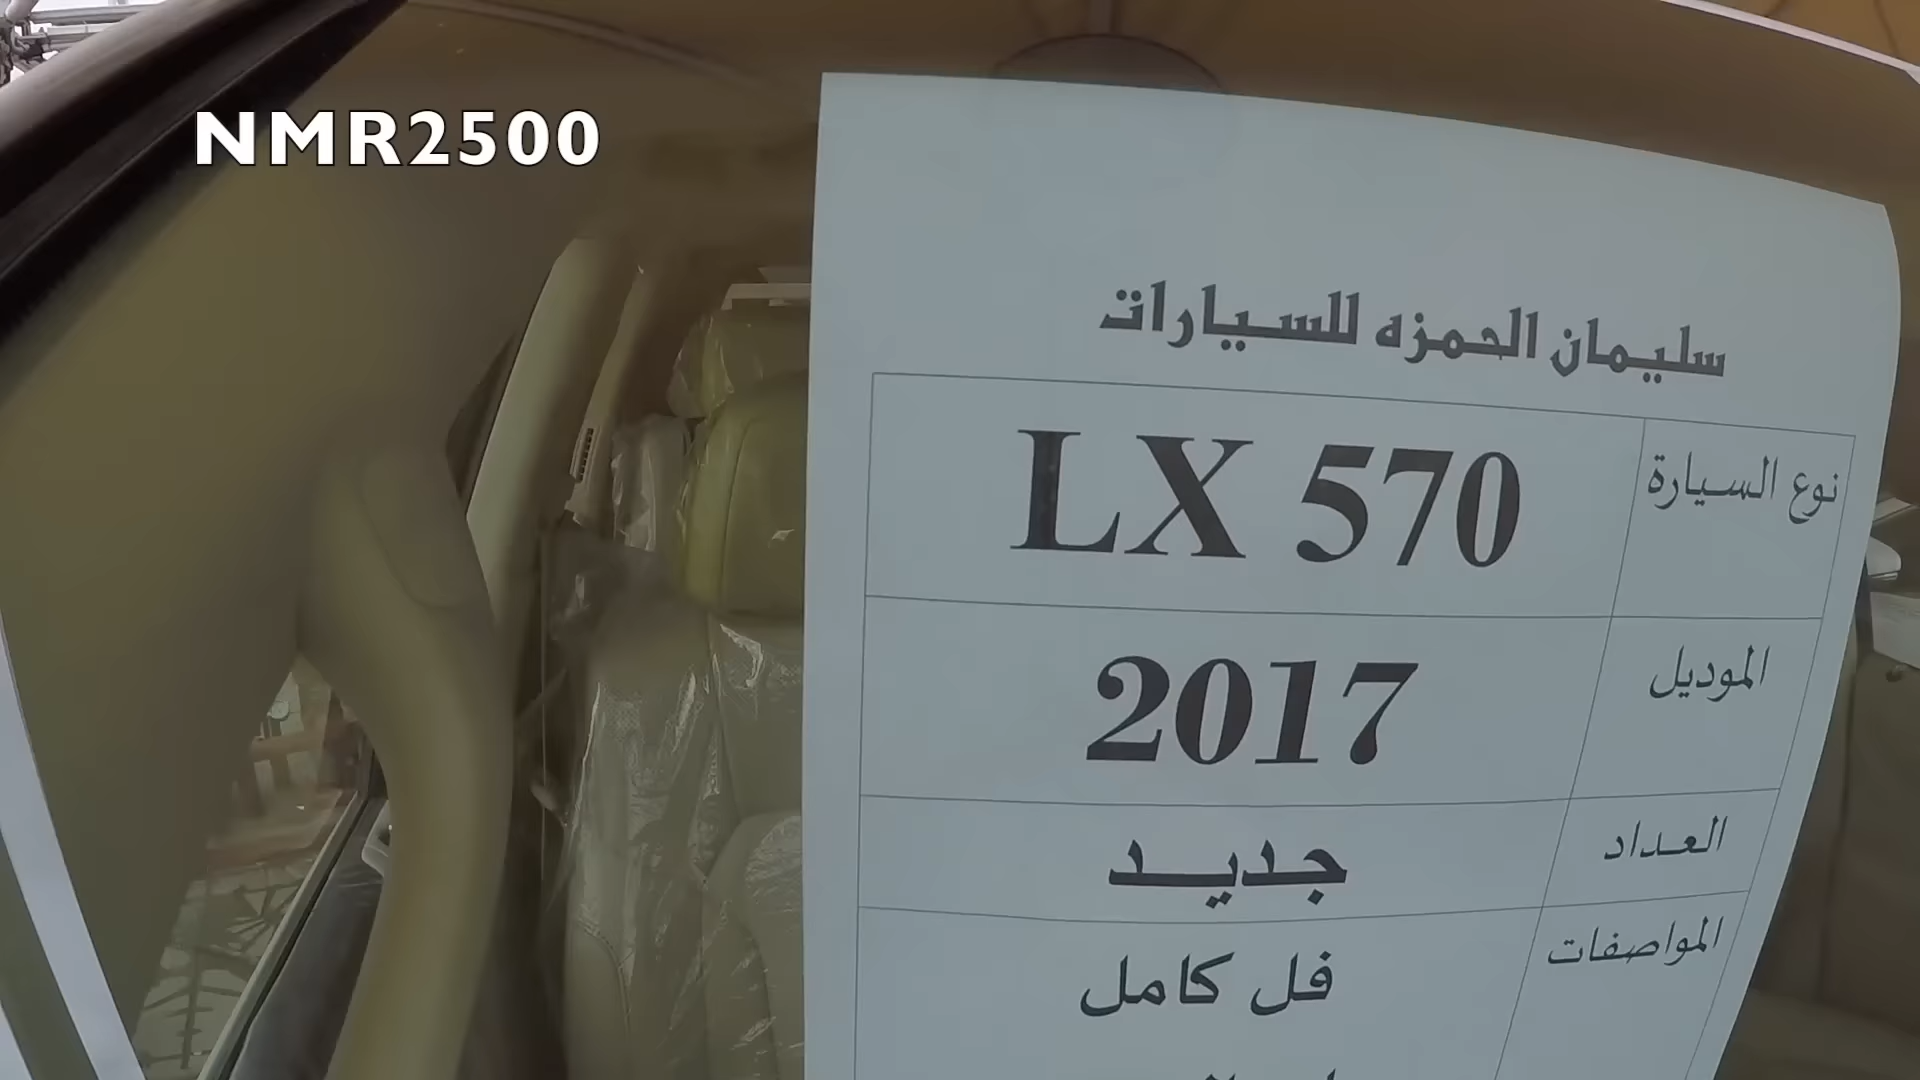 NMR2500
سليمان الحمزه للسيارات
نوع السيارة LX 570
الموديل 2017
العداد جديد
المواصفات فل كامل